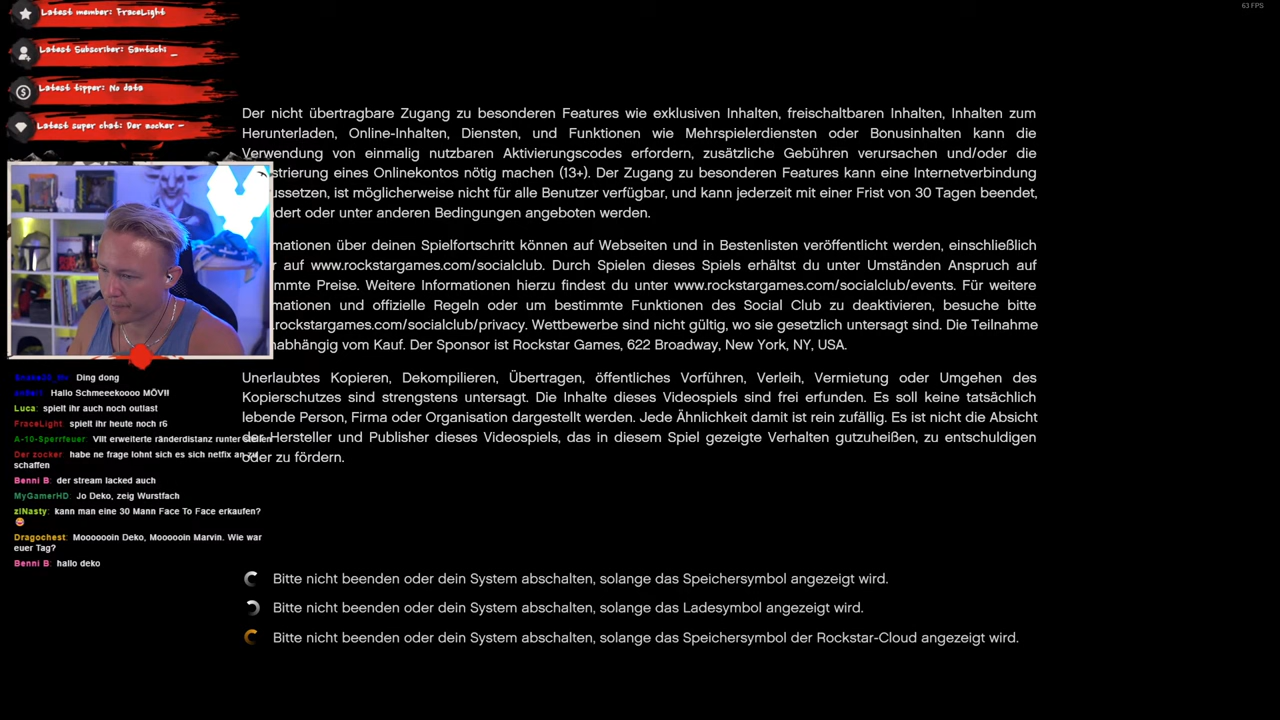 63 FPS
Latest member: FraceLight
Latest Subscriber: Santschi _
Latest tipper: No data
Latest super chat: Der zocker -
Der nicht übertragbare Zugang zu besonderen Features wie exklusiven Inhalten, freischaltbaren Inhalten, Inhalten zum
Herunterladen, Online-Inhalten, Diensten, und Funktionen wie Mehrspielerdiensten oder Bonusinhalten kann die
Verwendung von einmalig nutzbaren Aktivierungscodes erfordern, zusätzliche Gebühren verursachen und/oder die
strierung eines Onlinekontos nötig machen (13+). Der Zugang zu besonderen Features kann eine Internetverbindung
ussetzen, ist möglicherweise nicht für alle Benutzer verfügbar, und kann jederzeit mit einer Frist von 30 Tagen beendet,
dert oder unter anderen Bedingungen angeboten werden.
mationen über deinen Spielfortschritt können auf Webseiten und in Bestenlisten veröffentlicht werden, einschließlich
auf www.rockstargames.com/socialclub. Durch Spielen dieses Spiels erhältst du unter Umständen Anspruch auf
mmte Preise. Weitere Informationen hierzu findest du unter www.rockstargames.com/socialclub/events. Für weitere
mationen und offizielle Regeln oder um bestimmte Funktionen des Social Club zu deaktivieren, besuche bitte
.rockstargames.com/socialclub/privacy. Wettbewerbe sind nicht gültig, wo sie gesetzlich untersagt sind. Die Teilnahme
nabhängig vom Kauf. Der Sponsor ist Rockstar Games, 622 Broadway, New York, NY, USA.
Unerlaubtes Kopieren, Dekompilieren, Übertragen, öffentliches Vorführen, Verleih, Vermietung oder Umgehen des
Kopierschutzes sind strengstens untersagt. Die Inhalte dieses Videospiels sind frei erfunden. Es soll keine tatsächlich
lebende Person, Firma oder Organisation dargestellt werden. Jede Ähnlichkeit damit ist rein zufällig. Es ist nicht die Absicht
der Hersteller und Publisher dieses Videospiels, das in diesem Spiel gezeigte Verhalten gutzuheißen, zu entschuldigen
oder zu fördern.
Ding dong
Hallo Schmeeekoooo MÖV!!
Luca: spielt ihr auch noch outlast
FraceLight: spielt ihr heute noch r6
A-10-Sperrfeuer: Vllt erweiterte ränderdistanz runter stellen
Der zocker: habe ne frage lohnt sich es sich netfix an zu
schaffen
Benni B: der stream lacked auch
MyGamerHD: Jo Deko, zeig Wurstfach
zINasty: kann man eine 30 Mann Face To Face erkaufen?
Dragochest: Mooooooin Deko, Moooooin Marvin. Wie war
euer Tag?
Benni B: hallo deko
Bitte nicht beenden oder dein System abschalten, solange das Speichersymbol angezeigt wird.
Bitte nicht beenden oder dein System abschalten, solange das Ladesymbol angezeigt wird.
Bitte nicht beenden oder dein System abschalten, solange das Speichersymbol der Rockstar-Cloud angezeigt wird.